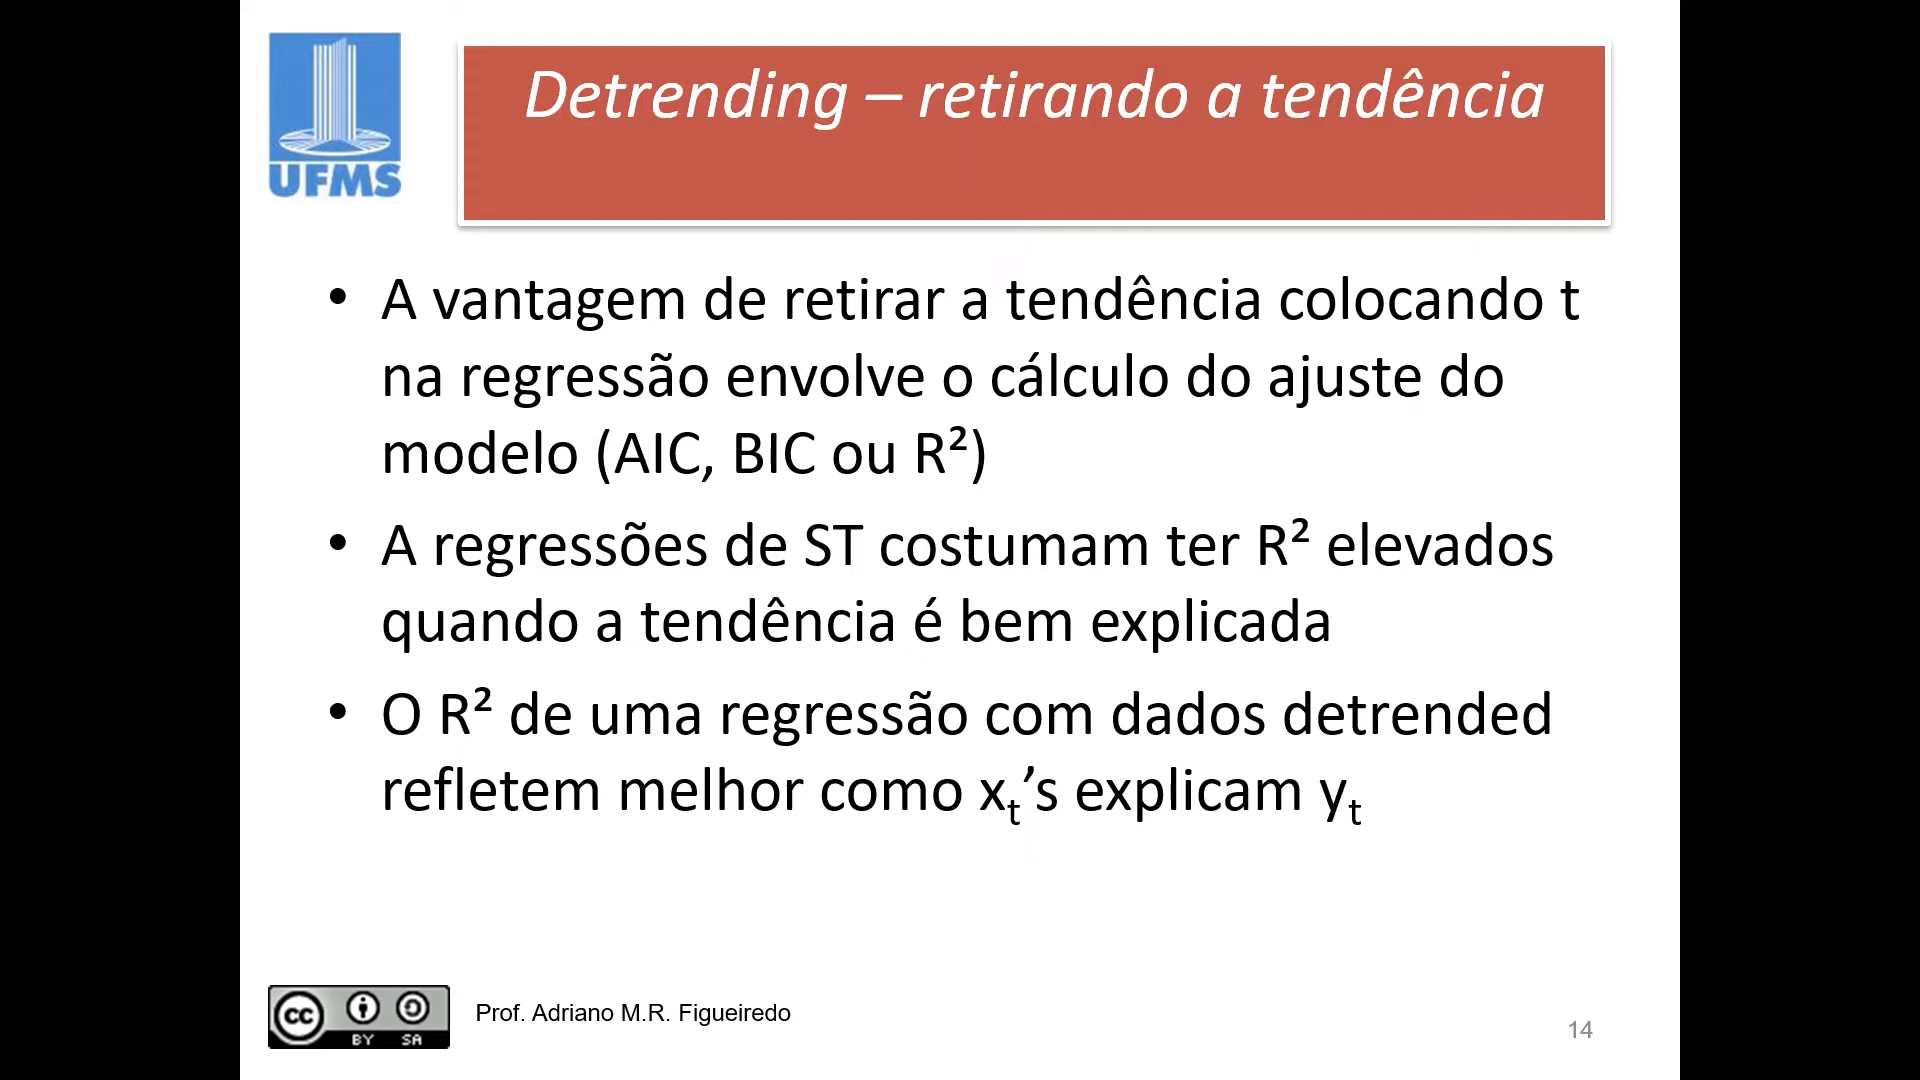 UFMS
Detrending – retirando a tendência
• A vantagem de retirar a tendência colocando t
na regressão envolve o cálculo do ajuste do
modelo (AIC, BIC ou R²)
• A regressões de ST costumam ter R² elevados
quando a tendência é bem explicada
• O R² de uma regressão com dados detrended
refletem melhor como xₜ’s explicam yₜ
cc BY SA
Prof. Adriano M.R. Figueiredo
14